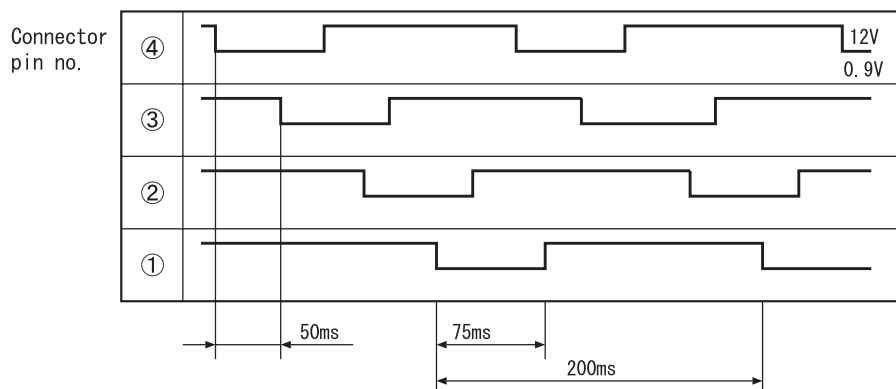 Connector
pin no.
④
12V
0.9V
③
②
①
50ms
75ms
200ms